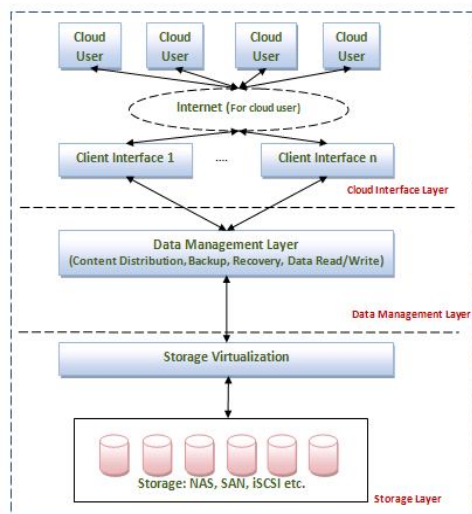 Cloud User
Cloud User
Cloud User
Cloud User
Internet (For cloud user)
Client Interface 1
....
Client Interface n
Cloud Interface Layer
Data Management Layer
(Content Distribution, Backup, Recovery, Data Read/Write)
Data Management Layer
Storage Virtualization
Storage: NAS, SAN, iSCSI etc.
Storage Layer